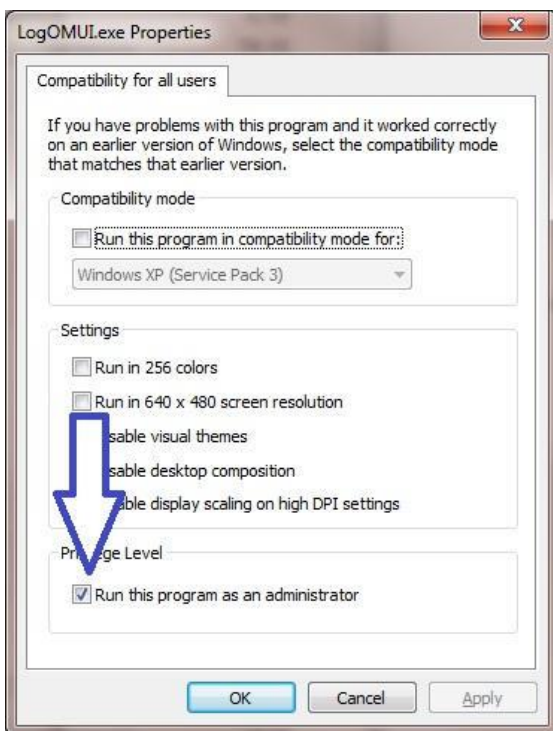 LogOMUI.exe Properties
Compatibility for all users
If you have problems with this program and it worked correctly
on an earlier version of Windows, select the compatibility mode
that matches that earlier version.
Compatibility mode
Run this program in compatibility mode for:
Windows XP (Service Pack 3)
Settings
Run in 256 colors
Run in 640 x 480 screen resolution
visual themes
desktop composition
display scaling on high DPI settings
Level
Run this program as an administrator
OK
Cancel
Apply